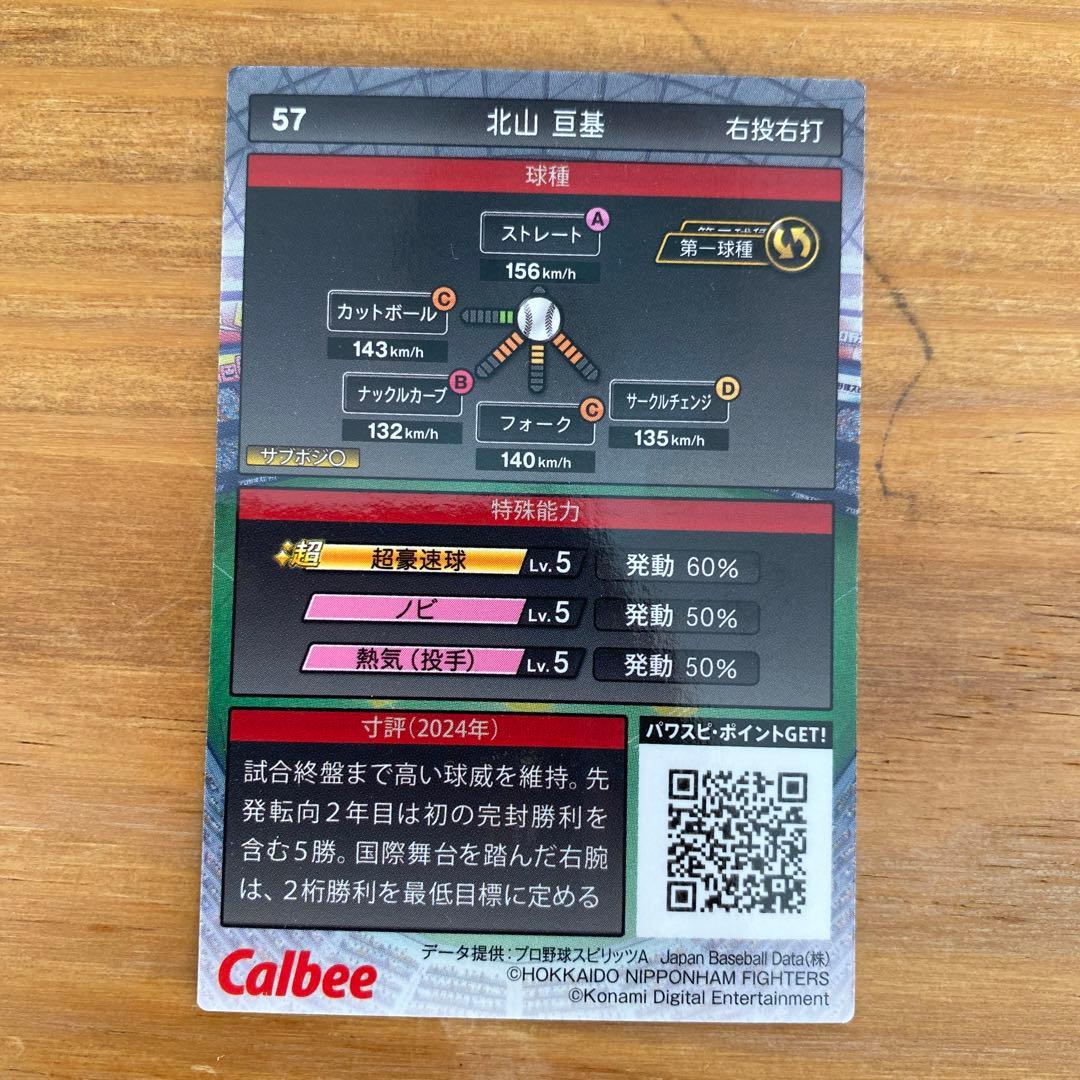 57 北山 亘基 右投右打
球種
ストレート A
156km/h
第一球種
カットボール C
143km/h
ナックルカーブ B
132km/h
フォーク C
140km/h
サークルチェンジ D
135km/h
サブポジ〇
特殊能力
超 超豪速球 Lv.5 発動 60%
ノビ Lv.5 発動 50%
熱気(投手) Lv.5 発動 50%
寸評(2024年)
試合終盤まで高い球威を維持。先
発転向2年目は初の完封勝利を
含む5勝。国際舞台を踏んだ右腕
は、2桁勝利を最低目標に定める
パワスピ・ポイントGET!
Calbee
データ提供:プロ野球スピリッツA Japan Baseball Data(株)
©HOKKAIDO NIPPONHAM FIGHTERS
©Konami Digital Entertainment